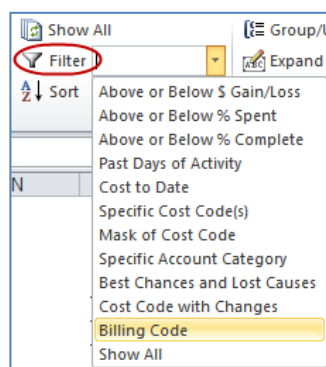 Show All
Group/U
Filter
Expand
Sort
Above or Below $ Gain/Loss
Above or Below % Spent
Above or Below % Complete
Past Days of Activity
Cost to Date
N
Specific Cost Code(s)
Mask of Cost Code
Specific Account Category
Best Chances and Lost Causes
Cost Code with Changes
Billing Code
Show All